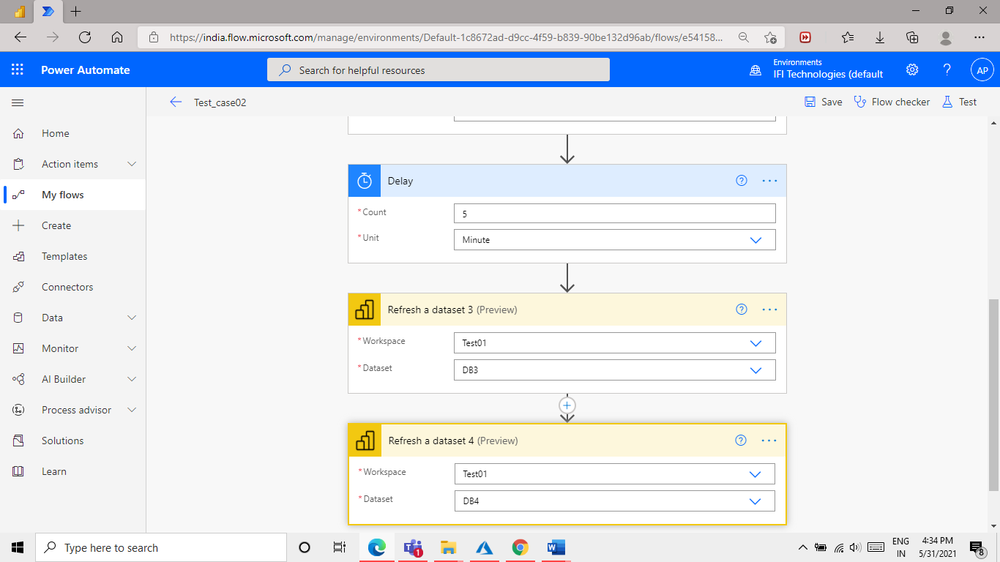 https://india.flow.microsoft.com/manage/environments/Default-1c8672ad-d9cc-4f59-b839-90be132d96ab/flows/e54158...
Power Automate
Search for helpful resources
Environments
IFI Technologies (default
?
AP
Test_case02
Save
Flow checker
Test
Home
Action items
My flows
Create
Templates
Connectors
Data
Monitor
AI Builder
Process advisor
Solutions
Learn
Delay
?
...
*Count
5
*Unit
Minute
Refresh a dataset 3 (Preview)
?
...
*Workspace
Test01
*Dataset
DB3
Refresh a dataset 4 (Preview)
?
...
*Workspace
Test01
*Dataset
DB4
Type here to search
1
ENG
IN
4:34 PM
5/31/2021
8